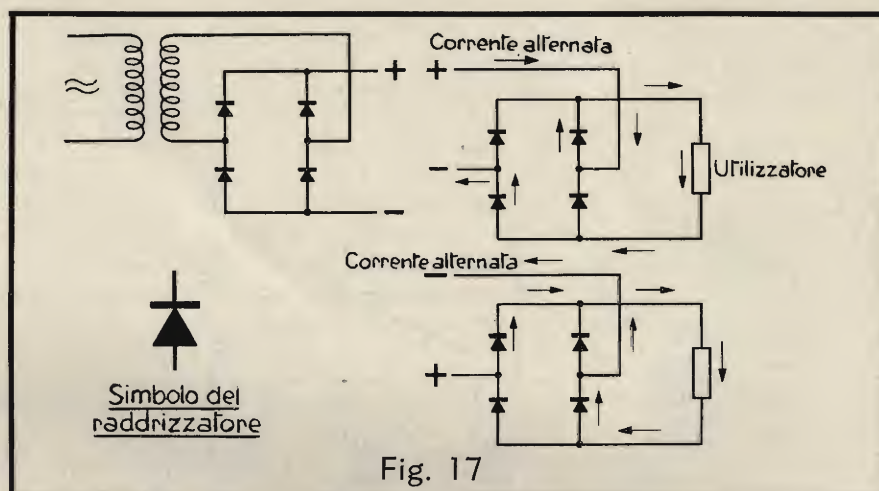 Corrente alternata
+ +
-
-
Utilizzatore
Corrente alternata
-
+
Simbolo del
raddrizzatore
Fig. 17